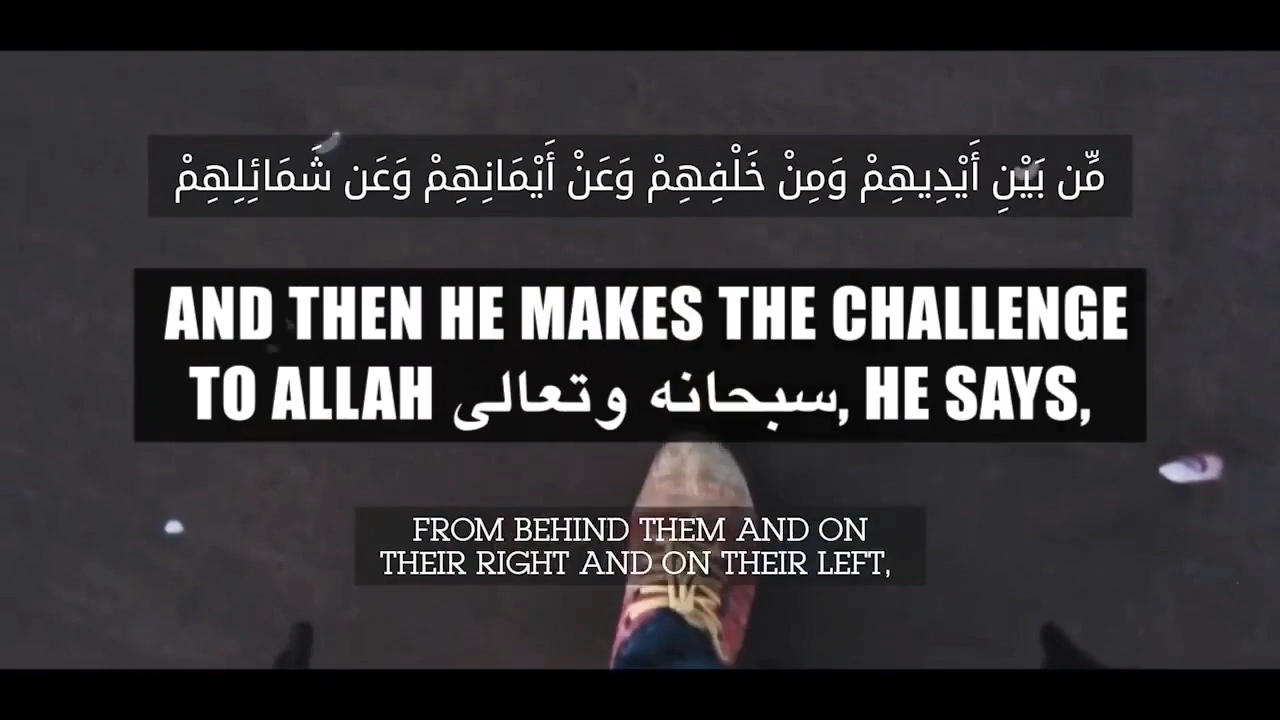 مِّن بَيْنِ أَيْدِيهِمْ وَمِنْ خَلْفِهِمْ وَعَنْ أَيْمَانِهِمْ وَعَن شَمَائِلِهِمْ
AND THEN HE MAKES THE CHALLENGE
TO ALLAH سبحانه وتعالى, HE SAYS,
FROM BEHIND THEM AND ON
THEIR RIGHT AND ON THEIR LEFT,